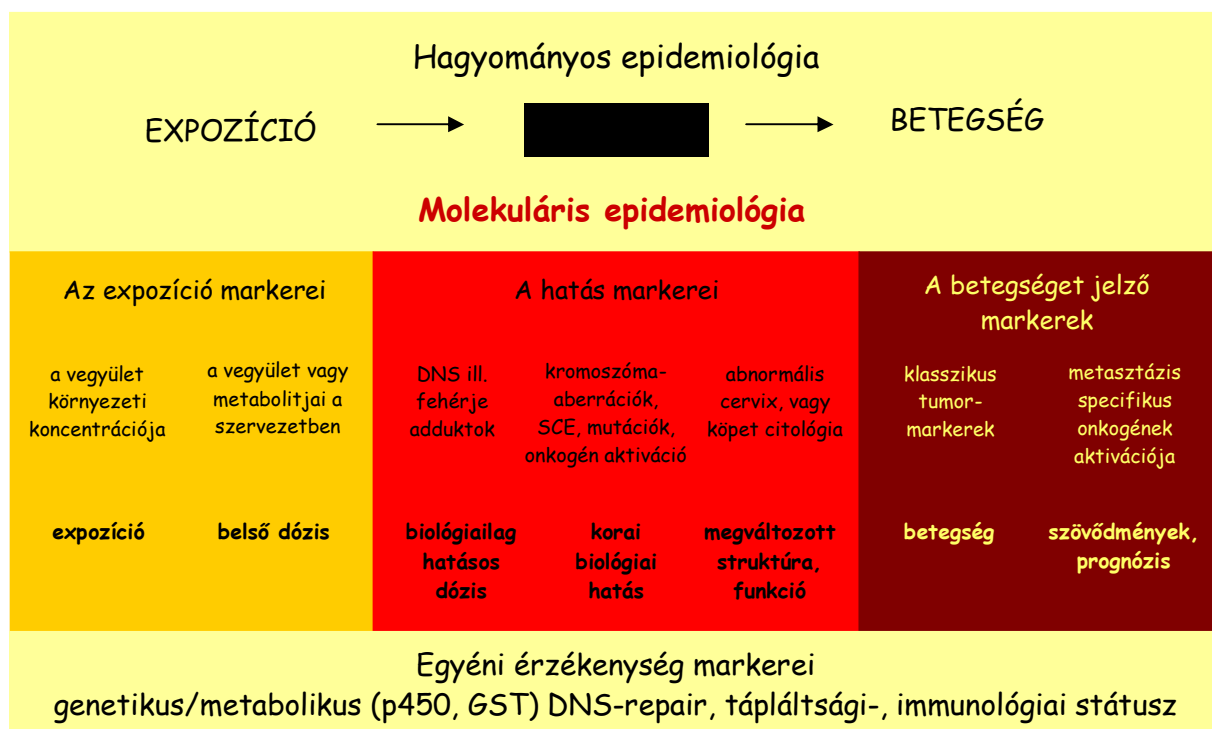 Hagyományos epidemiológia
EXPOZÍCIÓ
BETEGSÉG
Molekuláris epidemiológia
Az expozíció markerei
a vegyület
környezeti
koncentrációja
a vegyület vagy
metabolitjai a
szervezetben
expozíció
belső dózis
A hatás markerei
DNS ill.
fehérje
adduktok
kromoszóma-
aberrációk,
SCE, mutációk,
onkogén aktiváció
abnormális
cervix, vagy
köpet citológia
biológiailag
hatásos
dózis
korai
biológiai
hatás
megváltozott
struktúra,
funkció
A betegséget jelző
markerek
klasszikus
tumor-
markerek
metasztázis
specifikus
onkogének
aktivációja
betegség
szövődmények,
prognózis
Egyéni érzékenység markerei
genetikus/metabolikus (p450, GST) DNS-repair, tápláltsági-, immunológiai státusz